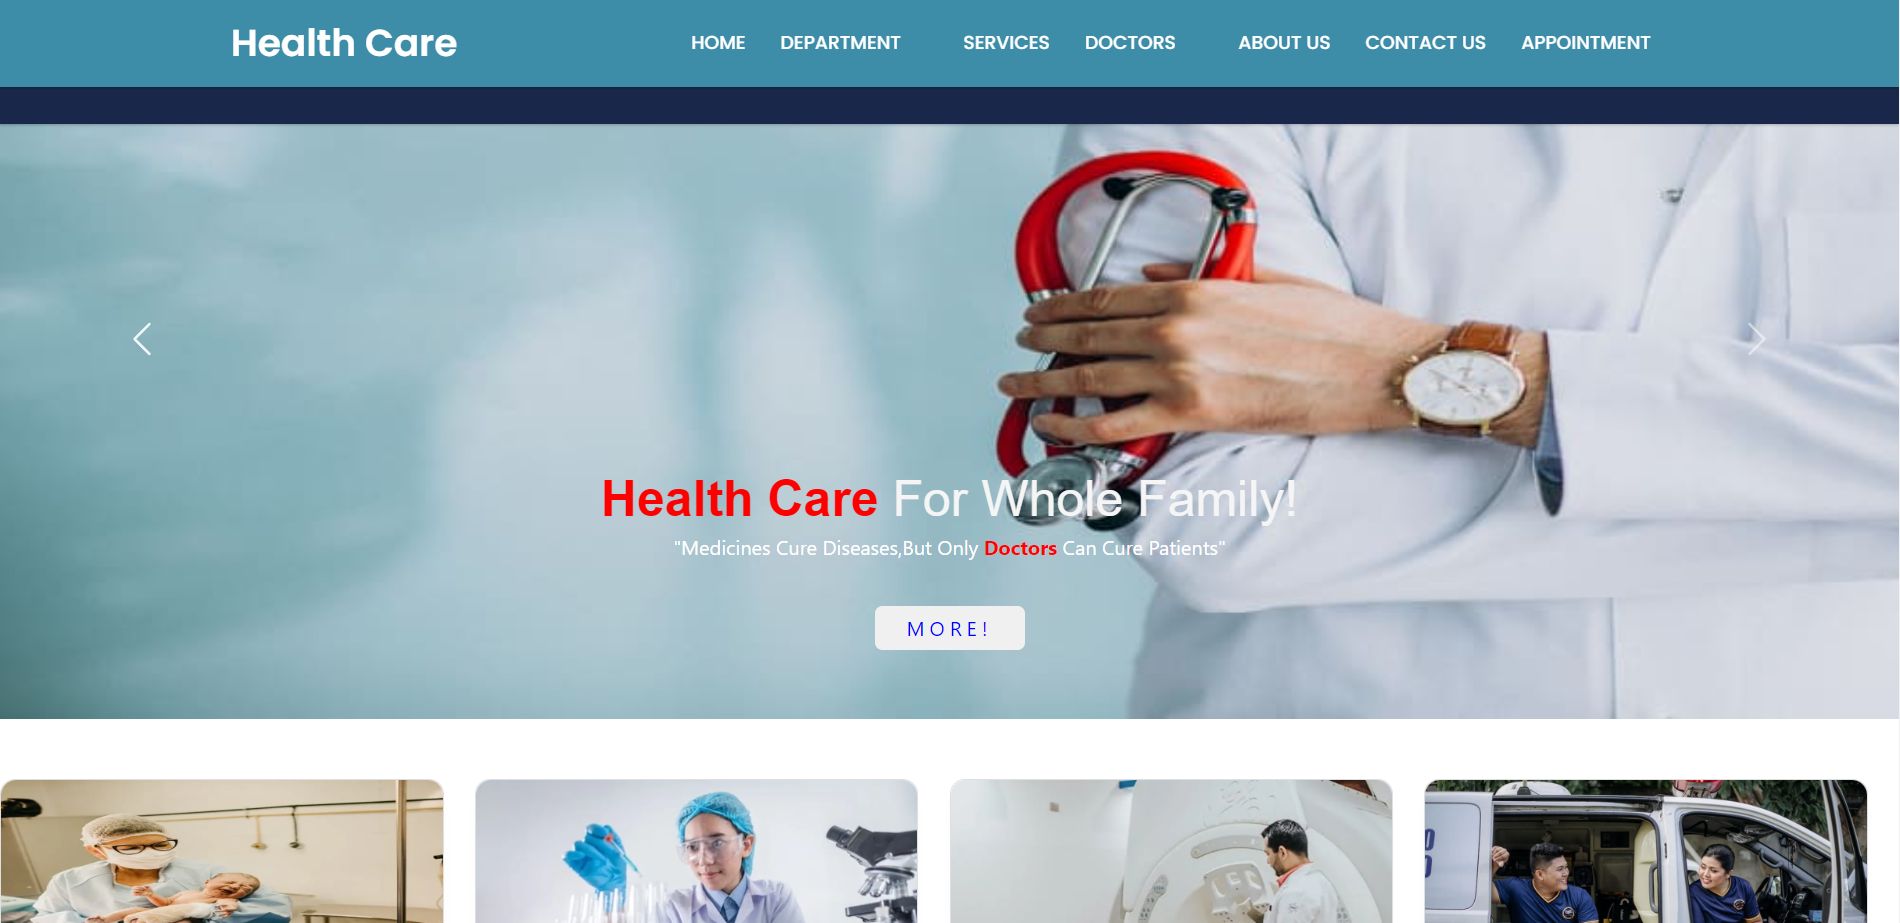 Health Care
HOME DEPARTMENT SERVICES DOCTORS ABOUT US CONTACT US APPOINTMENT
Health Care For Whole Family!
"Medicines Cure Diseases,But Only Doctors Can Cure Patients"
MORE!